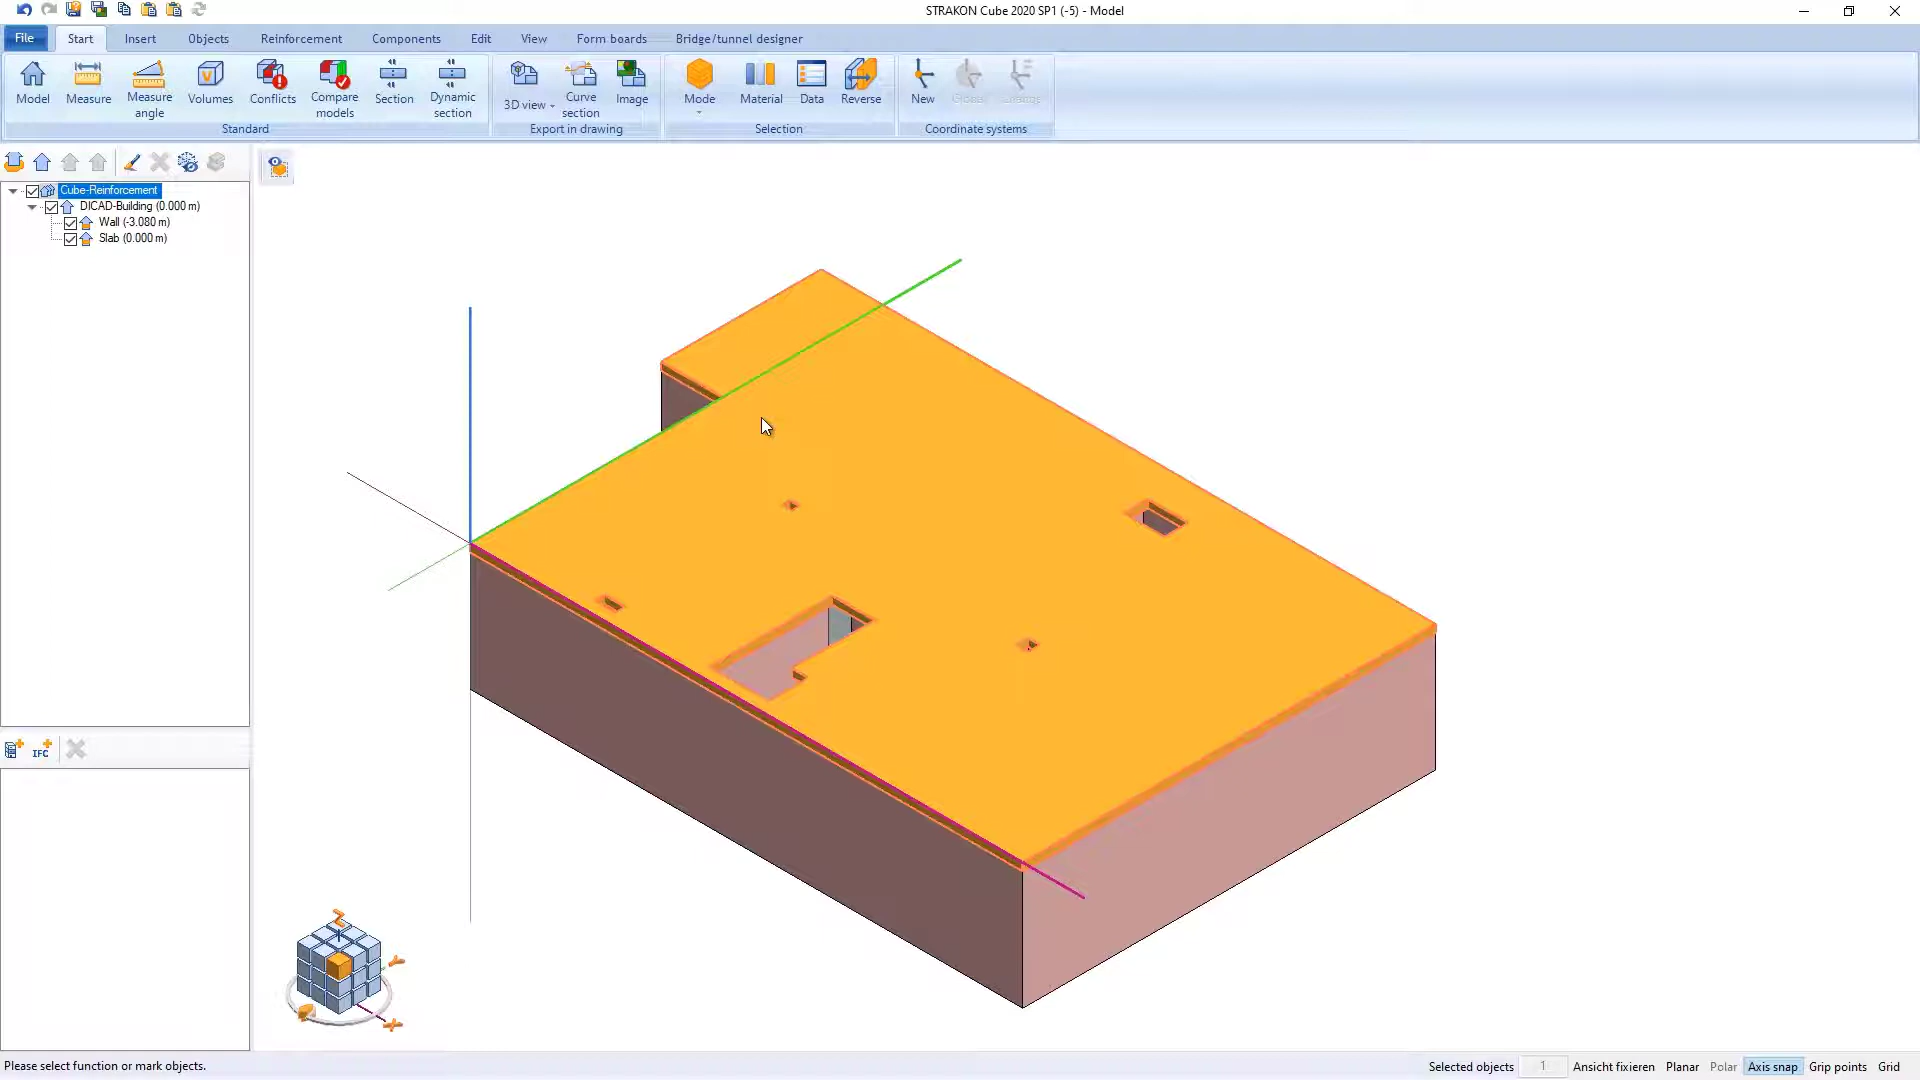 STRAKON Cube 2020 SP1 (-5) - Model
File Start Insert Objects Reinforcement Components Edit View Form boards Bridge/tunnel designer
Model Measure Measure angle Volumes Conflicts Compare models Section Dynamic section 3D view Curve section Image Mode Material Data Reverse New Global Change
Standard Export in drawing Selection Coordinate systems
Cube-Reinforcement
DICAD-Building (0.000 m)
Wall (-3.080 m)
Slab (0.000 m)
IFC
Please select function or mark objects. Selected objects 1 Ansicht fixieren Planar Polar Axis snap Grip points Grid